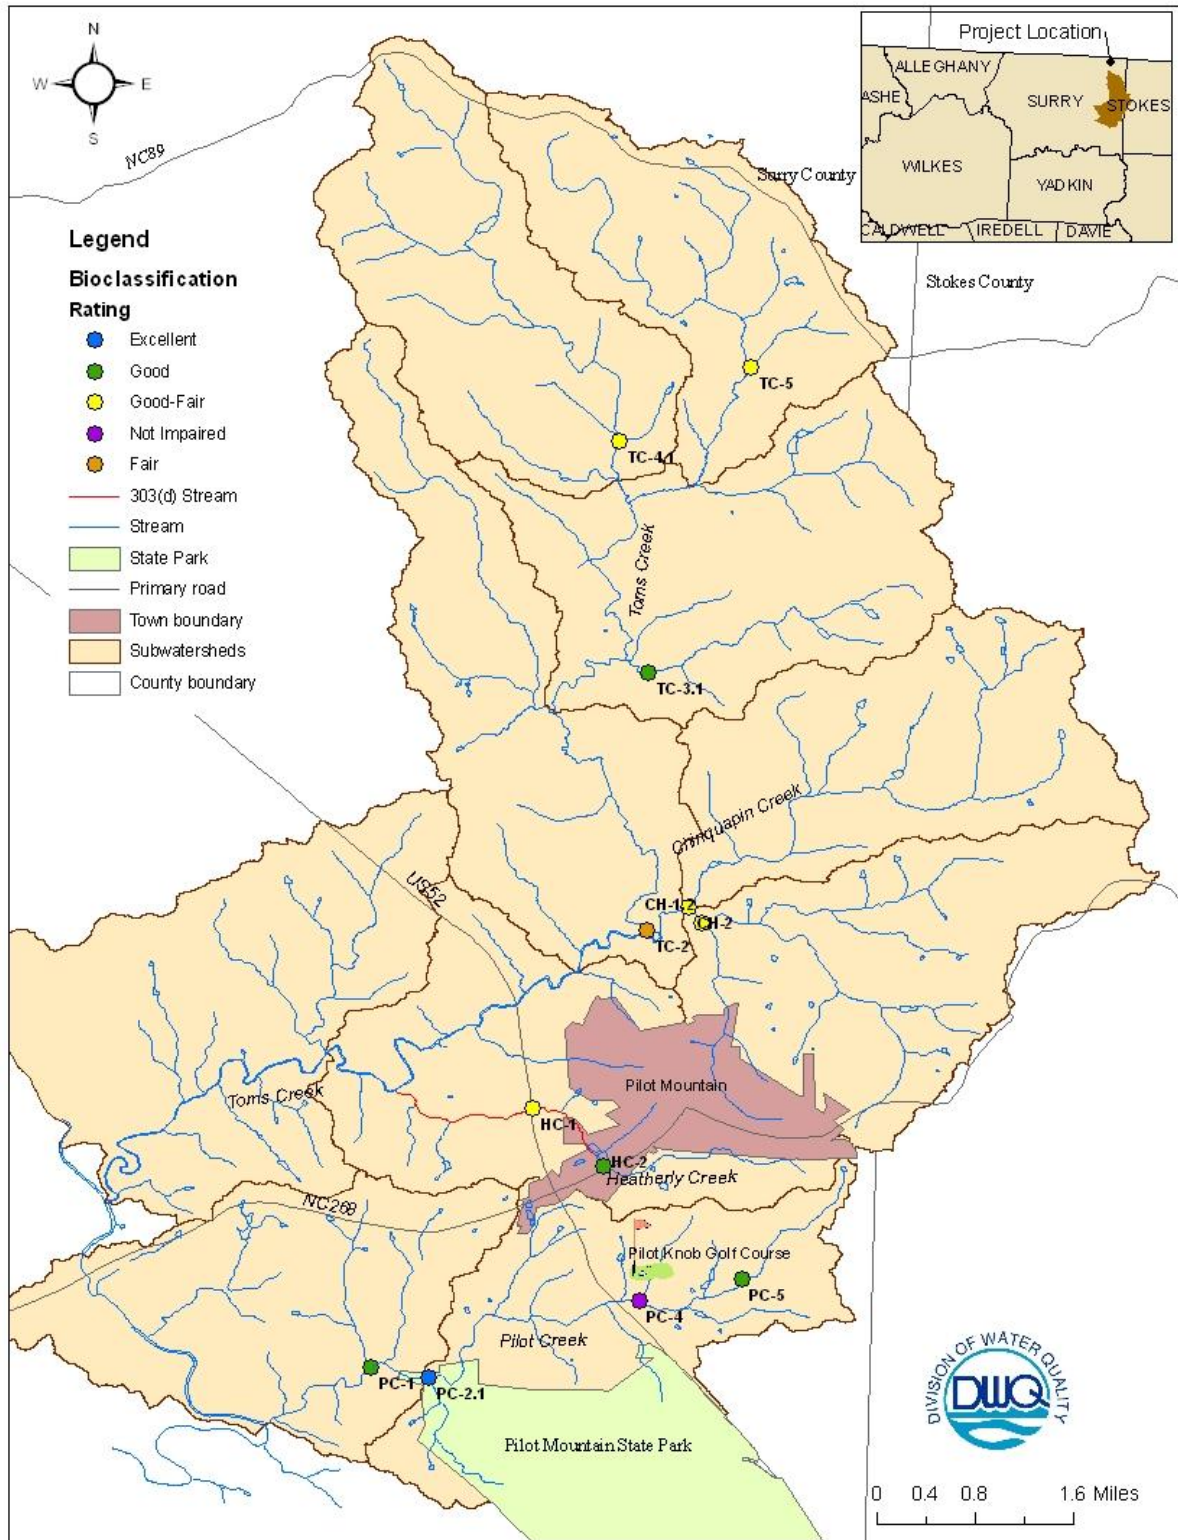 N
W
E
S
NC89
Project Location
ALLEGHANY
ASHE
SURRY
STOKES
WILKES
YADKIN
CALDWELL
IREDELL
DAVIE
Surry County
Stokes County
Legend
Bioclassification
Rating
Excellent
Good
Good-Fair
Not Impaired
Fair
303(d) Stream
Stream
State Park
Primary road
Town boundary
Subwatersheds
County boundary
TC-5
TC-4.1
Toms Creek
TC-3.1
Chinquapin Creek
US52
CH-1.2
H-2
TC-2
Pilot Mountain
Toms Creek
HC-1
HC-2
Heatherly Creek
NC268
Pilot Knob Golf Course
PC-5
PC-4
Pilot Creek
PC-1
PC-2.1
Pilot Mountain State Park
DIVISION OF WATER QUALITY
DWQ
0 0.4 0.8 1.6 Miles